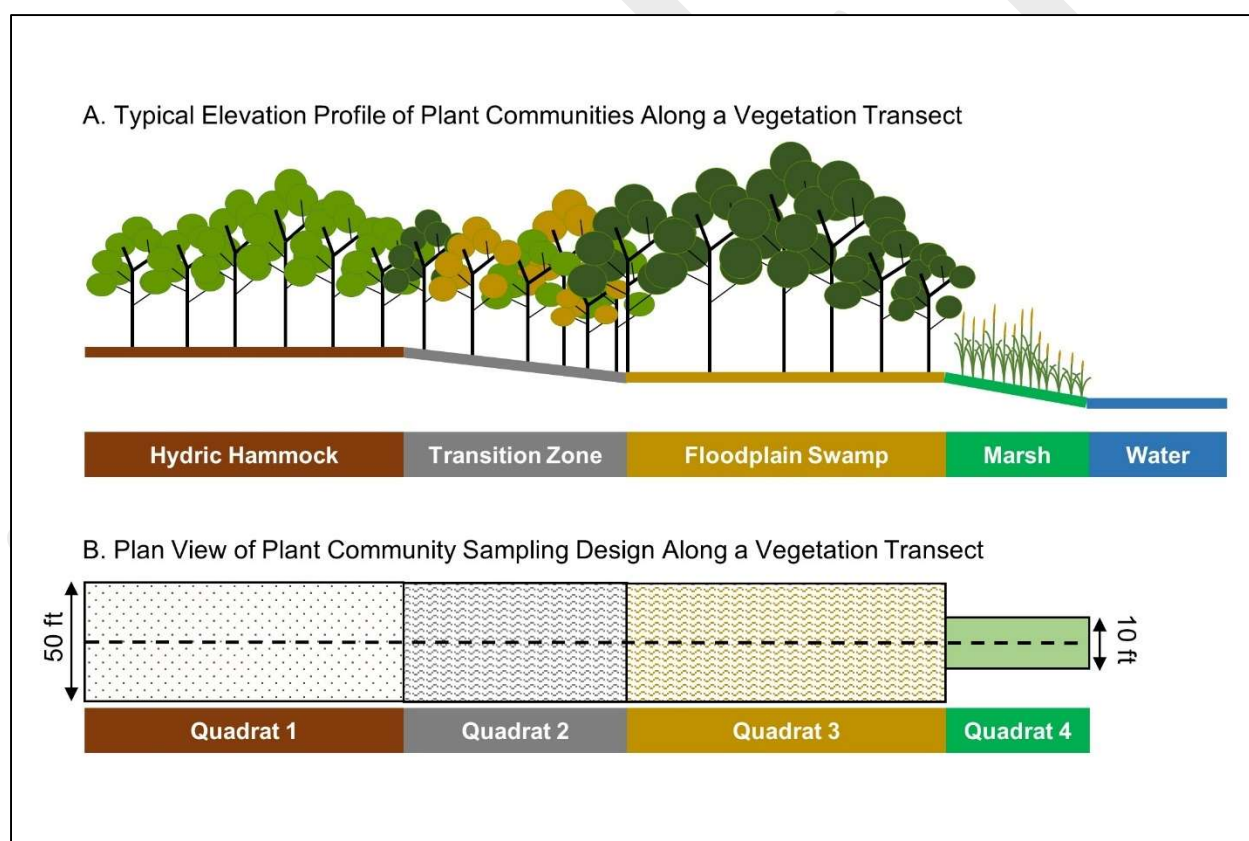 A. Typical Elevation Profile of Plant Communities Along a Vegetation Transect
Hydric Hammock
Transition Zone
Floodplain Swamp
Marsh
Water
B. Plan View of Plant Community Sampling Design Along a Vegetation Transect
50 ft
10 ft
Quadrat 1
Quadrat 2
Quadrat 3
Quadrat 4